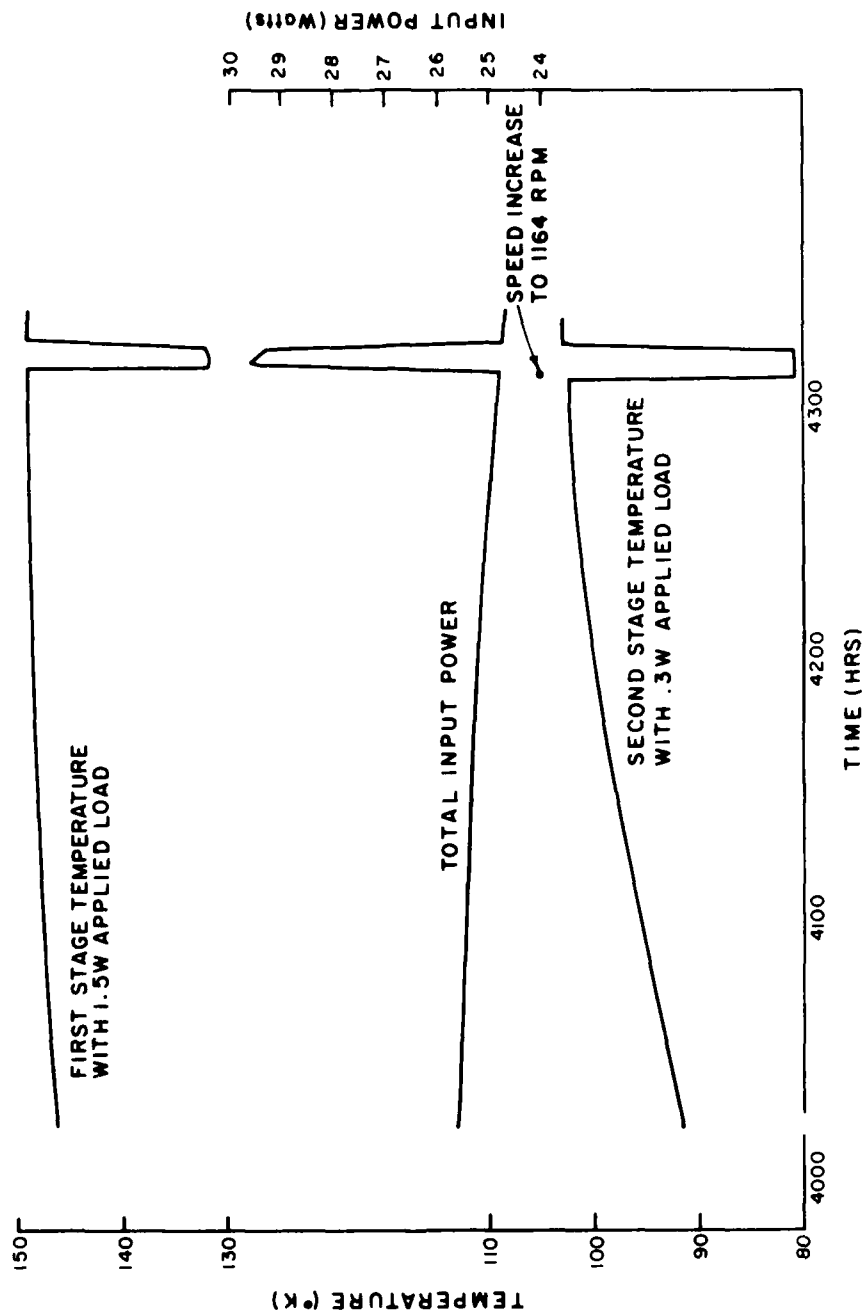 TEMPERATURE (°K)
150
140
130
110
100
90
80
FIRST STAGE TEMPERATURE
WITH 1.5W APPLIED LOAD
TOTAL INPUT POWER
SECOND STAGE TEMPERATURE
WITH .3W APPLIED LOAD
SPEED INCREASE
TO 1164 RPM
INPUT POWER (Watts)
30
29
28
27
26
25
24
4000
4100
4200
4300
TIME (HRS)